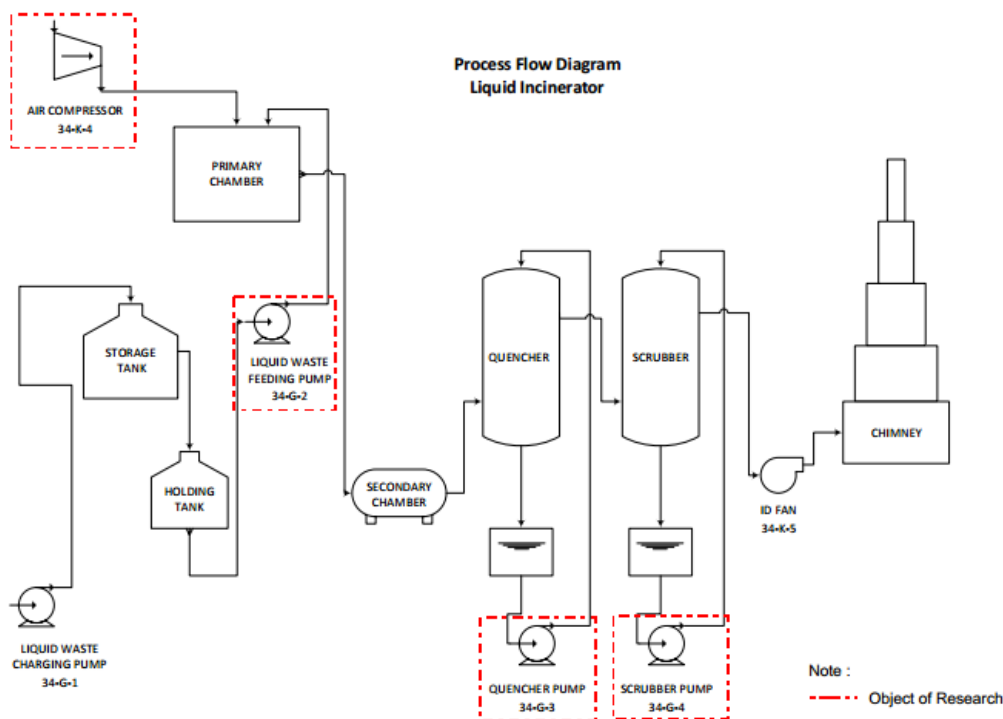 Process Flow Diagram
Liquid Incinerator
AIR COMPRESSOR
34-K-4
PRIMARY
CHAMBER
STORAGE
TANK
LIQUID WASTE
FEEDING PUMP
34-G-2
QUENCHER
SCRUBBER
CHIMNEY
HOLDING
TANK
SECONDARY
CHAMBER
ID FAN
34-K-5
LIQUID WASTE
CHARGING PUMP
34-G-1
QUENCHER PUMP
34-G-3
SCRUBBER PUMP
34-G-4
Note :
Object of Research